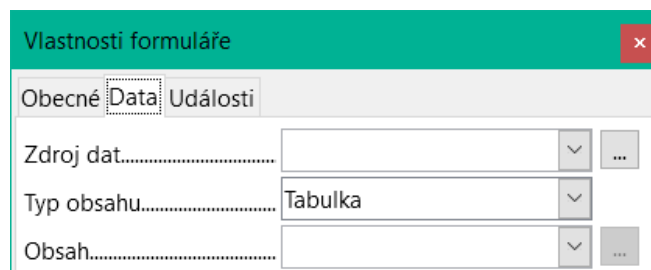 Vlastnosti formuláře
Obecné Data Události
Zdroj dat................................ ...
Typ obsahu............................ Tabulka
Obsah...................................... ...